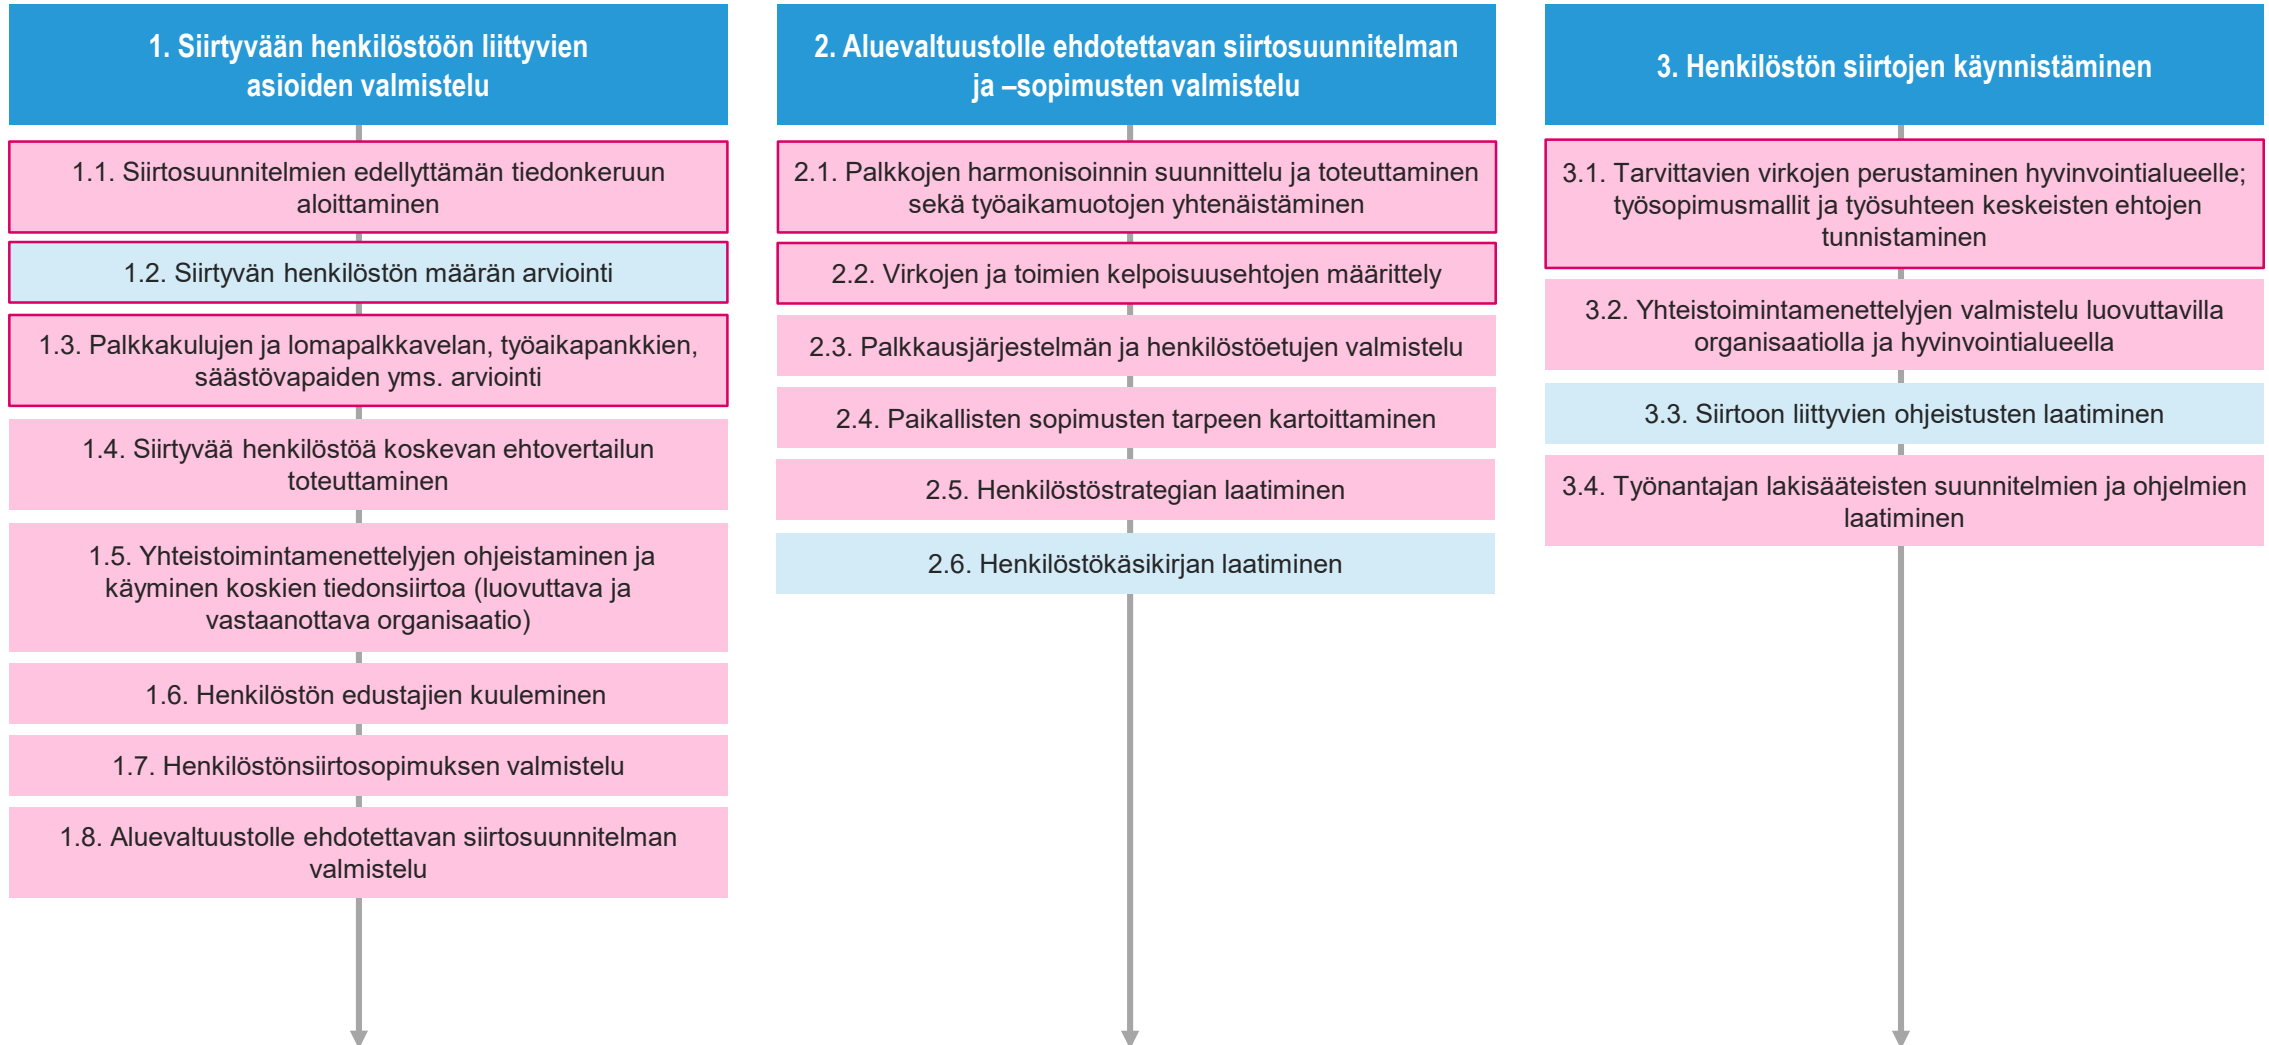 1. Siirtyvään henkilöstöön liittyvien
asioiden valmistelu
1.1. Siirtosuunnitelmien edellyttämän tiedonkeruun
aloittaminen
1.2. Siirtyvän henkilöstön määrän arviointi
1.3. Palkkakulujen ja lomapalkkavelan, työaikapankkien,
säästövapaiden yms. arviointi
1.4. Siirtyvää henkilöstöä koskevan ehtovertailun
toteuttaminen
1.5. Yhteistoimintamenettelyjen ohjeistaminen ja
käyminen koskien tiedonsiirtoa (luovuttava ja
vastaanottava organisaatio)
1.6. Henkilöstön edustajien kuuleminen
1.7. Henkilöstönsiirtosopimuksen valmistelu
1.8. Aluevaltuustolle ehdotettavan siirtosuunnitelman
valmistelu
2. Aluevaltuustolle ehdotettavan siirtosuunnitelman
ja –sopimusten valmistelu
2.1. Palkkojen harmonisoinnin suunnittelu ja toteuttaminen
sekä työaikamuotojen yhtenäistäminen
2.2. Virkojen ja toimien kelpoisuusehtojen määrittely
2.3. Palkkausjärjestelmän ja henkilöstöetujen valmistelu
2.4. Paikallisten sopimusten tarpeen kartoittaminen
2.5. Henkilöstöstrategian laatiminen
2.6. Henkilöstökäsikirjan laatiminen
3. Henkilöstön siirtojen käynnistäminen
3.1. Tarvittavien virkojen perustaminen hyvinvointialueelle;
työsopimusmallit ja työsuhteen keskeisten ehtojen
tunnistaminen
3.2. Yhteistoimintamenettelyjen valmistelu luovuttavilla
organisaatiolla ja hyvinvointialueella
3.3. Siirtoon liittyvien ohjeistusten laatiminen
3.4. Työnantajan lakisääteisten suunnitelmien ja ohjelmien
laatiminen